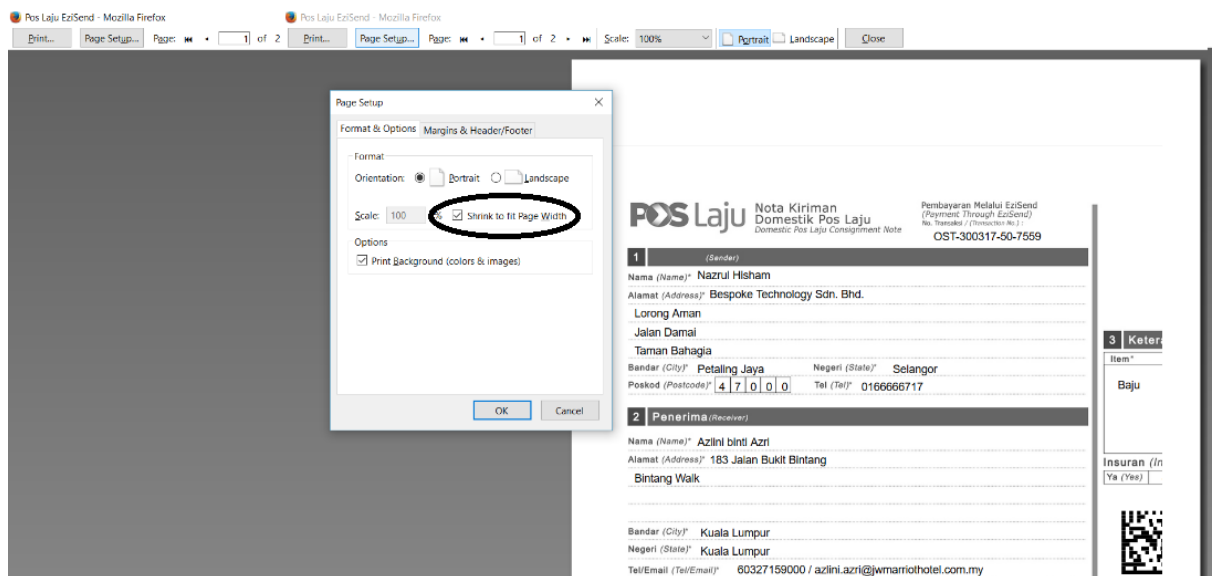 Pos Laju EziSend - Mozilla Firefox
Pos Laju EziSend - Mozilla Firefox
Print... Page Setup... Page: 1 of 2
Print... Page Setup... Page: 1 of 2 Scale: 100% Portrait Landscape Close
Page Setup
Format & Options Margins & Header/Footer
Format
Orientation: Portrait Landscape
Scale: 100 % Shrink to fit Page Width
Options
Print Background (colors & images)
OK Cancel
POS Laju
Nota Kiriman
Domestik Pos Laju
Domestic Pos Laju Consignment Note
Pembayaran Melalui EziSend
(Payment Through EziSend)
No. Transaksi / (Transaction No.) :
OST-300317-50-7559
1 (Sender)
Nama (Name)* Nazrul Hisham
Alamat (Address)* Bespoke Technology Sdn. Bhd.
Lorong Aman
Jalan Damai
Taman Bahagia
Bandar (City)* Petaling Jaya Negeri (State)* Selangor
Poskod (Postcode)* 4 7 0 0 0 Tel (Tel)* 0166666717
2 Penerima (Receiver)
Nama (Name)* Azlini binti Azri
Alamat (Address)* 183 Jalan Bukit Bintang
Bintang Walk
Bandar (City)* Kuala Lumpur
Negeri (State)* Kuala Lumpur
Tel/Email (Tel/Email)* 60327159000 / azlini.azri@jwmarriothotel.com.my
3 Ketera
Item*
Baju
Insuran (In
Ya (Yes)